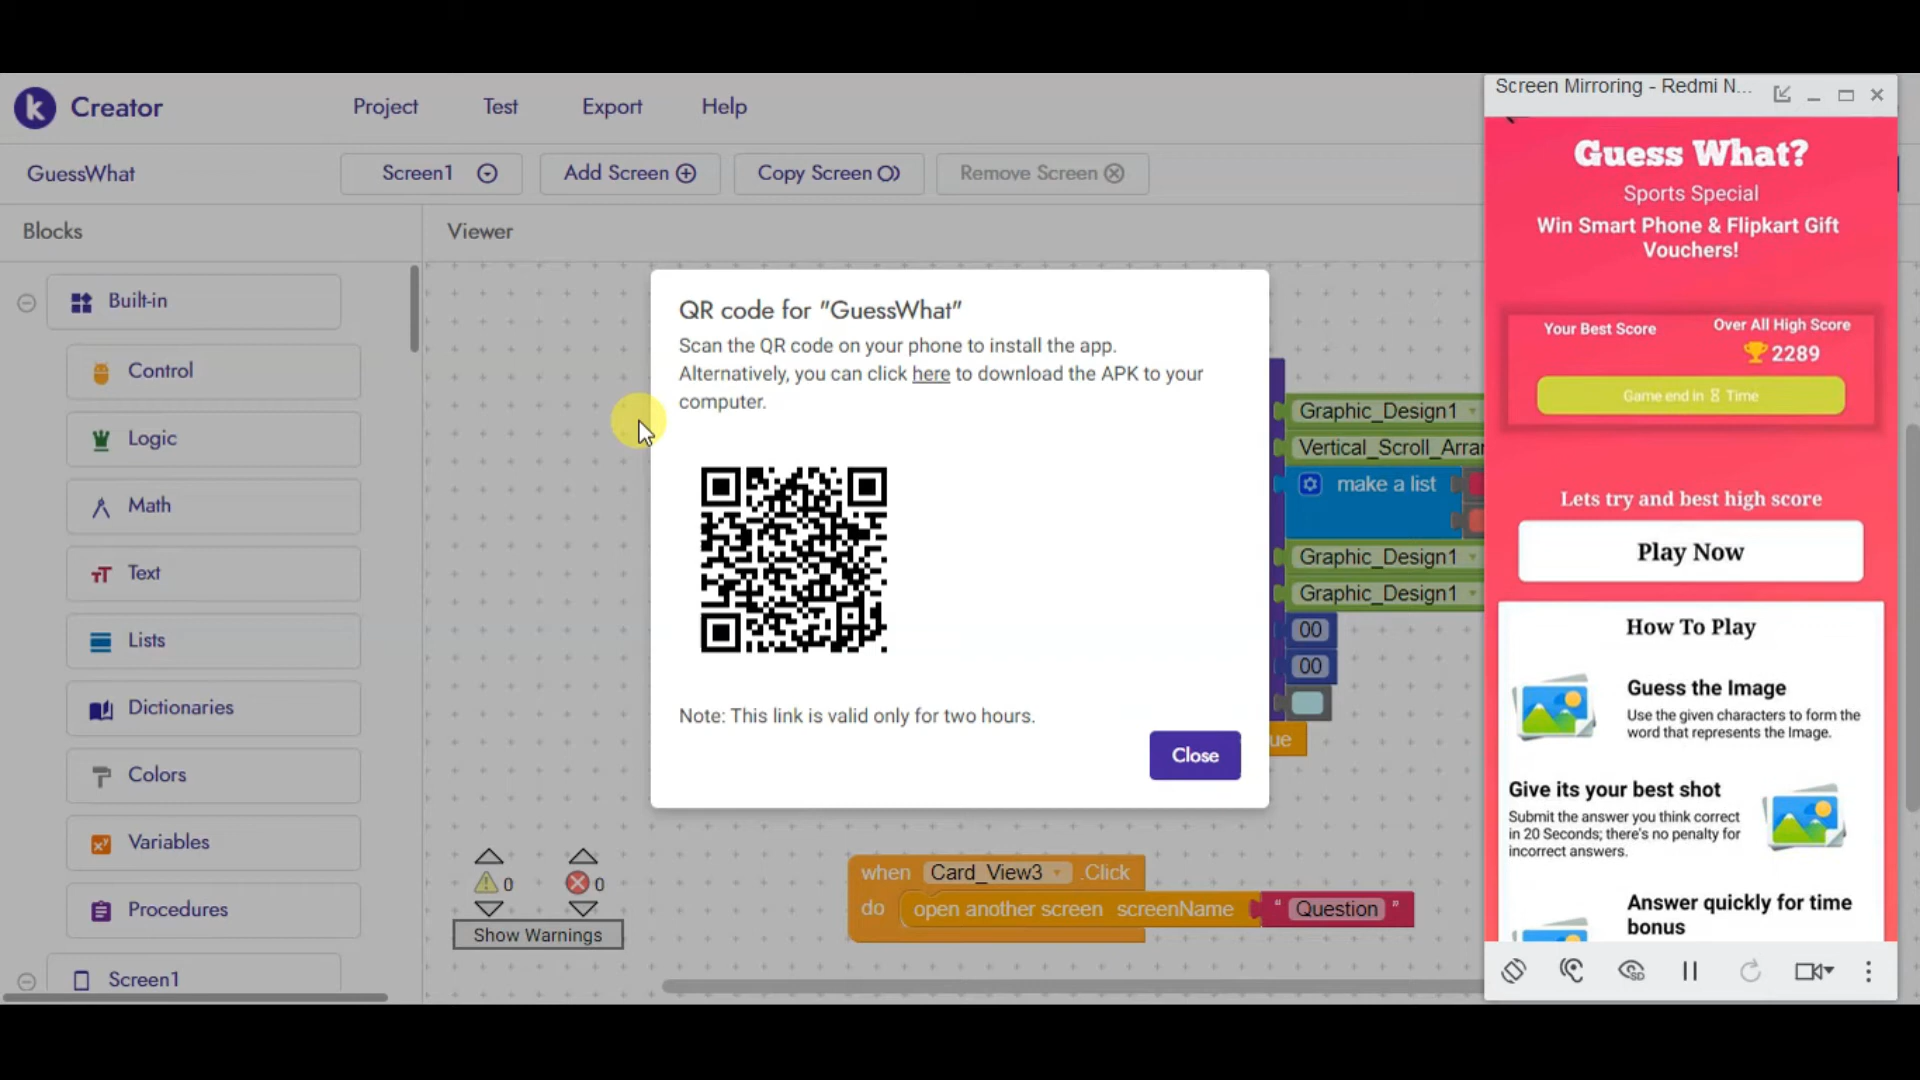 Creator
Project
Test
Export
Help
GuessWhat
Screen1
Add Screen
Copy Screen
Remove Screen
Blocks
Viewer
Built-in
Control
Logic
Math
Text
Lists
Dictionaries
Colors
Variables
Procedures
Screen1
QR code for "GuessWhat"
Scan the QR code on your phone to install the app.
Alternatively, you can click here to download the APK to your
computer.
Note: This link is valid only for two hours.
Close
Graphic_Design1
Vertical_Scroll_Arrar
make a list
Graphic_Design1
Graphic_Design1
00
00
ue
0
0
Show Warnings
when Card_View3 .Click
do open another screen screenName " Question "
Screen Mirroring - Redmi N...
Guess What?
Sports Special
Win Smart Phone & Flipkart Gift
Vouchers!
Your Best Score
Over All High Score
2289
Game end in 8 Time
Lets try and best high score
Play Now
How To Play
Guess the Image
Use the given characters to form the
word that represents the Image.
Give its your best shot
Submit the answer you think correct
in 20 Seconds; there's no penalty for
incorrect answers.
Answer quickly for time
bonus
SD